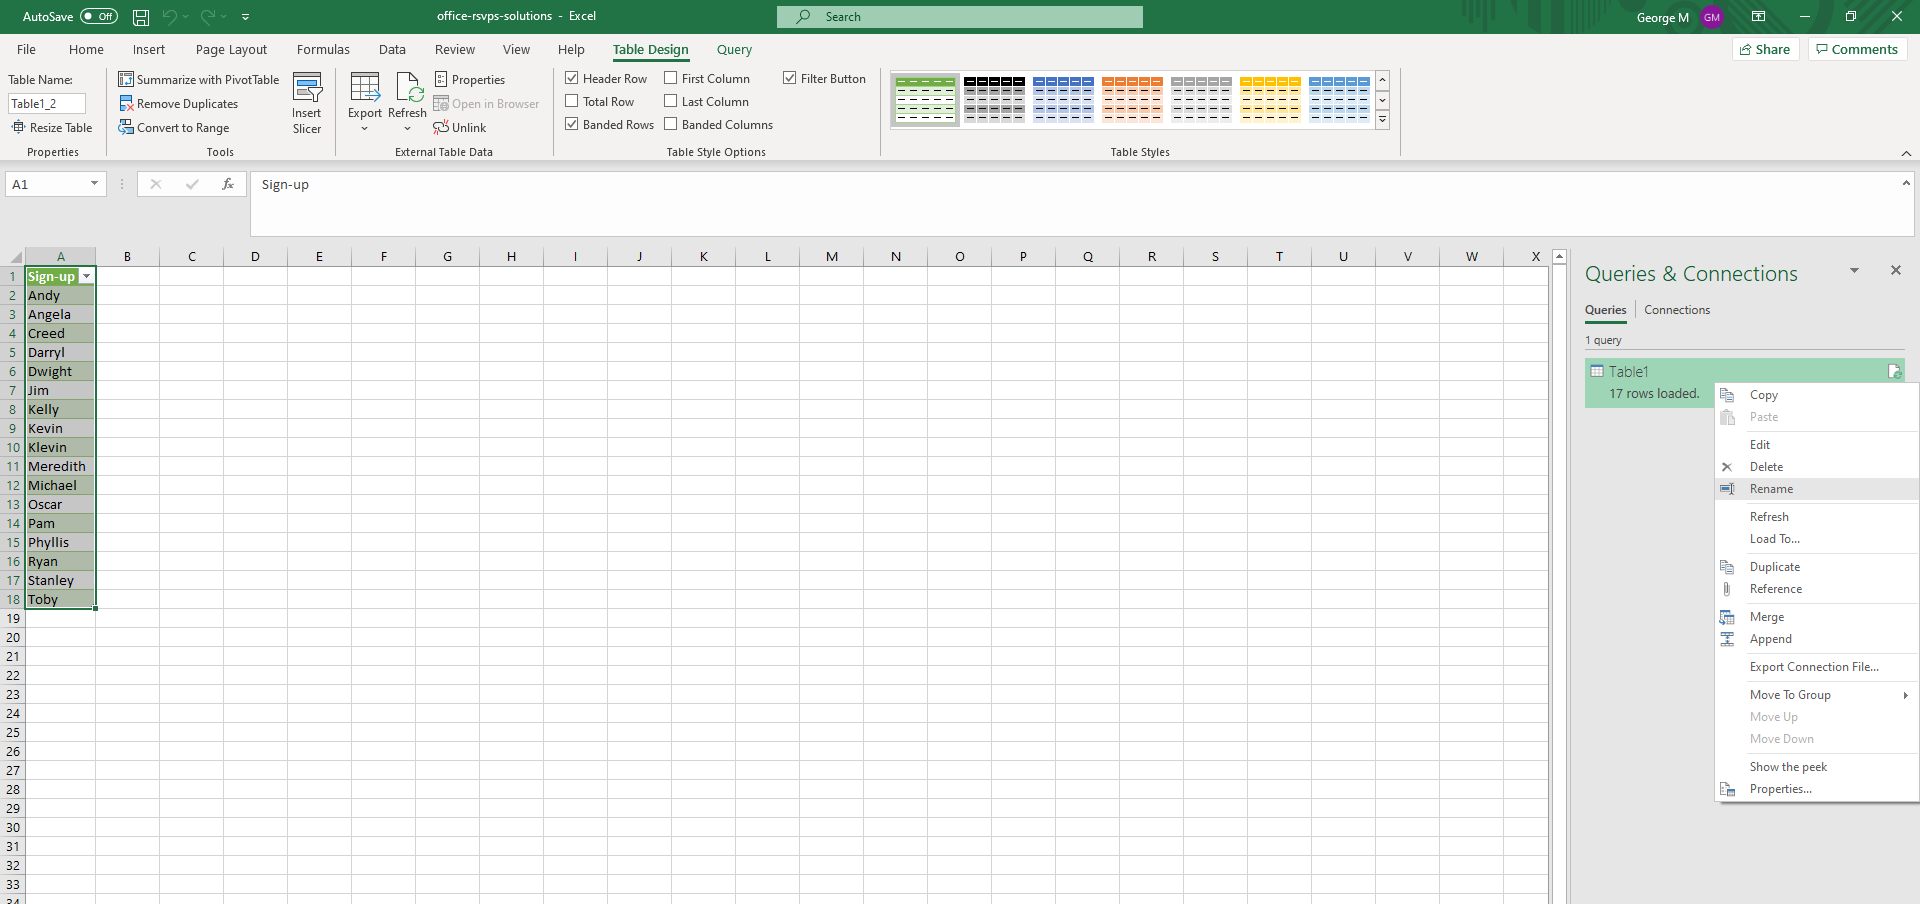 AutoSave Off office-rsvps-solutions - Excel Search George M GM
File Home Insert Page Layout Formulas Data Review View Help Table Design Query Share Comments
Table Name:
Table1_2
Resize Table
Properties
Summarize with PivotTable
Remove Duplicates
Convert to Range
Tools
Insert
Slicer
Export
Refresh
Properties
Open in Browser
Unlink
External Table Data
Header Row
Total Row
Banded Rows
First Column
Last Column
Banded Columns
Filter Button
Table Style Options
Table Styles
A1 fx Sign-up
A B C D E F G H I J K L M N O P Q R S T U V W X
1 Sign-up
2 Andy
3 Angela
4 Creed
5 Darryl
6 Dwight
7 Jim
8 Kelly
9 Kevin
10 Klevin
11 Meredith
12 Michael
13 Oscar
14 Pam
15 Phyllis
16 Ryan
17 Stanley
18 Toby
19
20
21
22
23
24
25
26
27
28
29
30
31
32
33
34
Queries & Connections
Queries Connections
1 query
Table1
17 rows loaded.
Copy
Paste
Edit
Delete
Rename
Refresh
Load To...
Duplicate
Reference
Merge
Append
Export Connection File...
Move To Group
Move Up
Move Down
Show the peek
Properties...